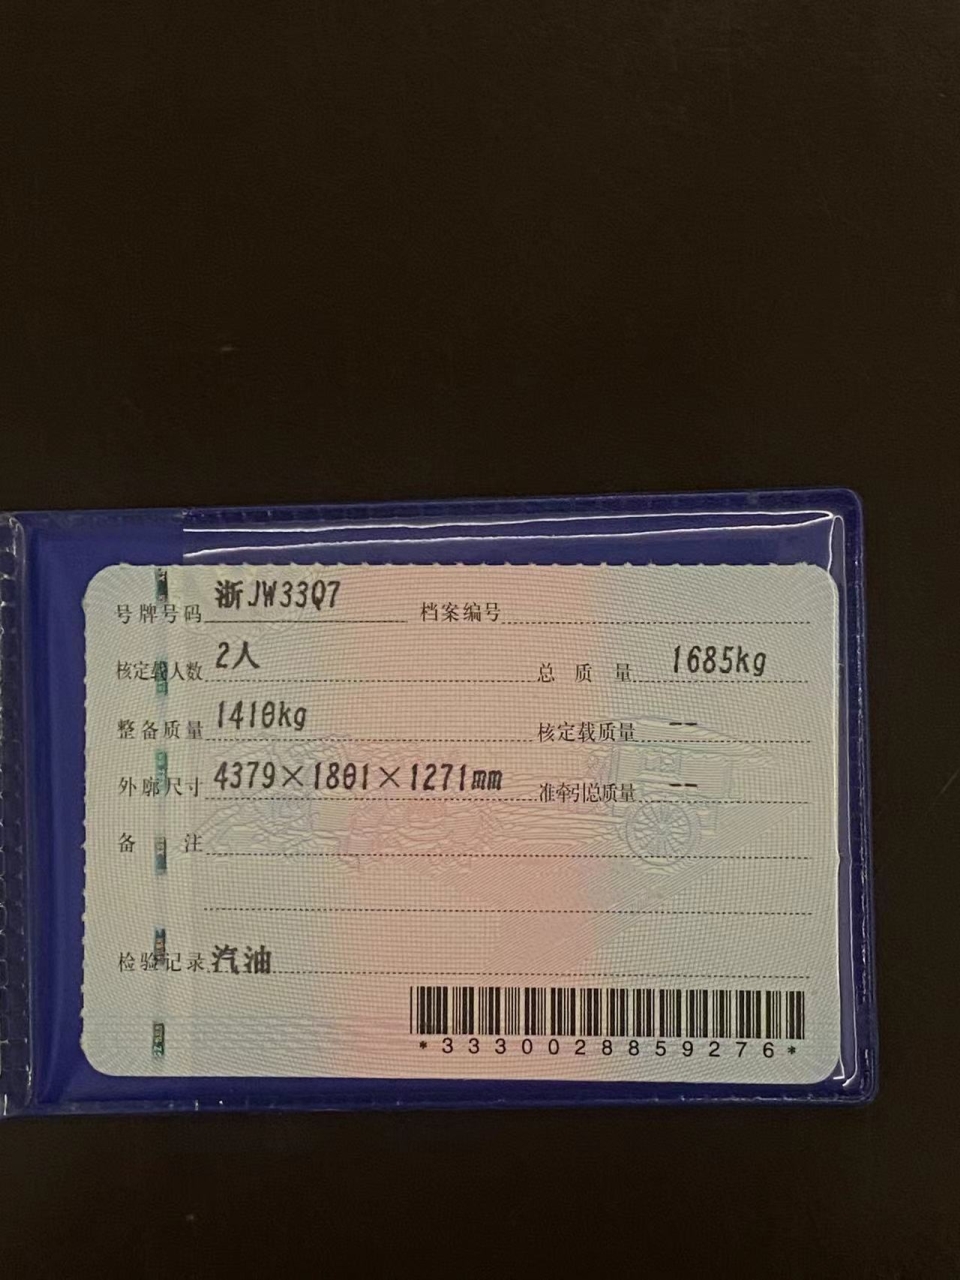 号牌号码 浙JW33Q7 档案编号
核定载人数 2人 总质量 1685kg
整备质量 1410kg 核定载质量 --
外廓尺寸 4379×1801×1271mm 准牵引总质量 --
备注
检验记录 汽油
*3330028859276*